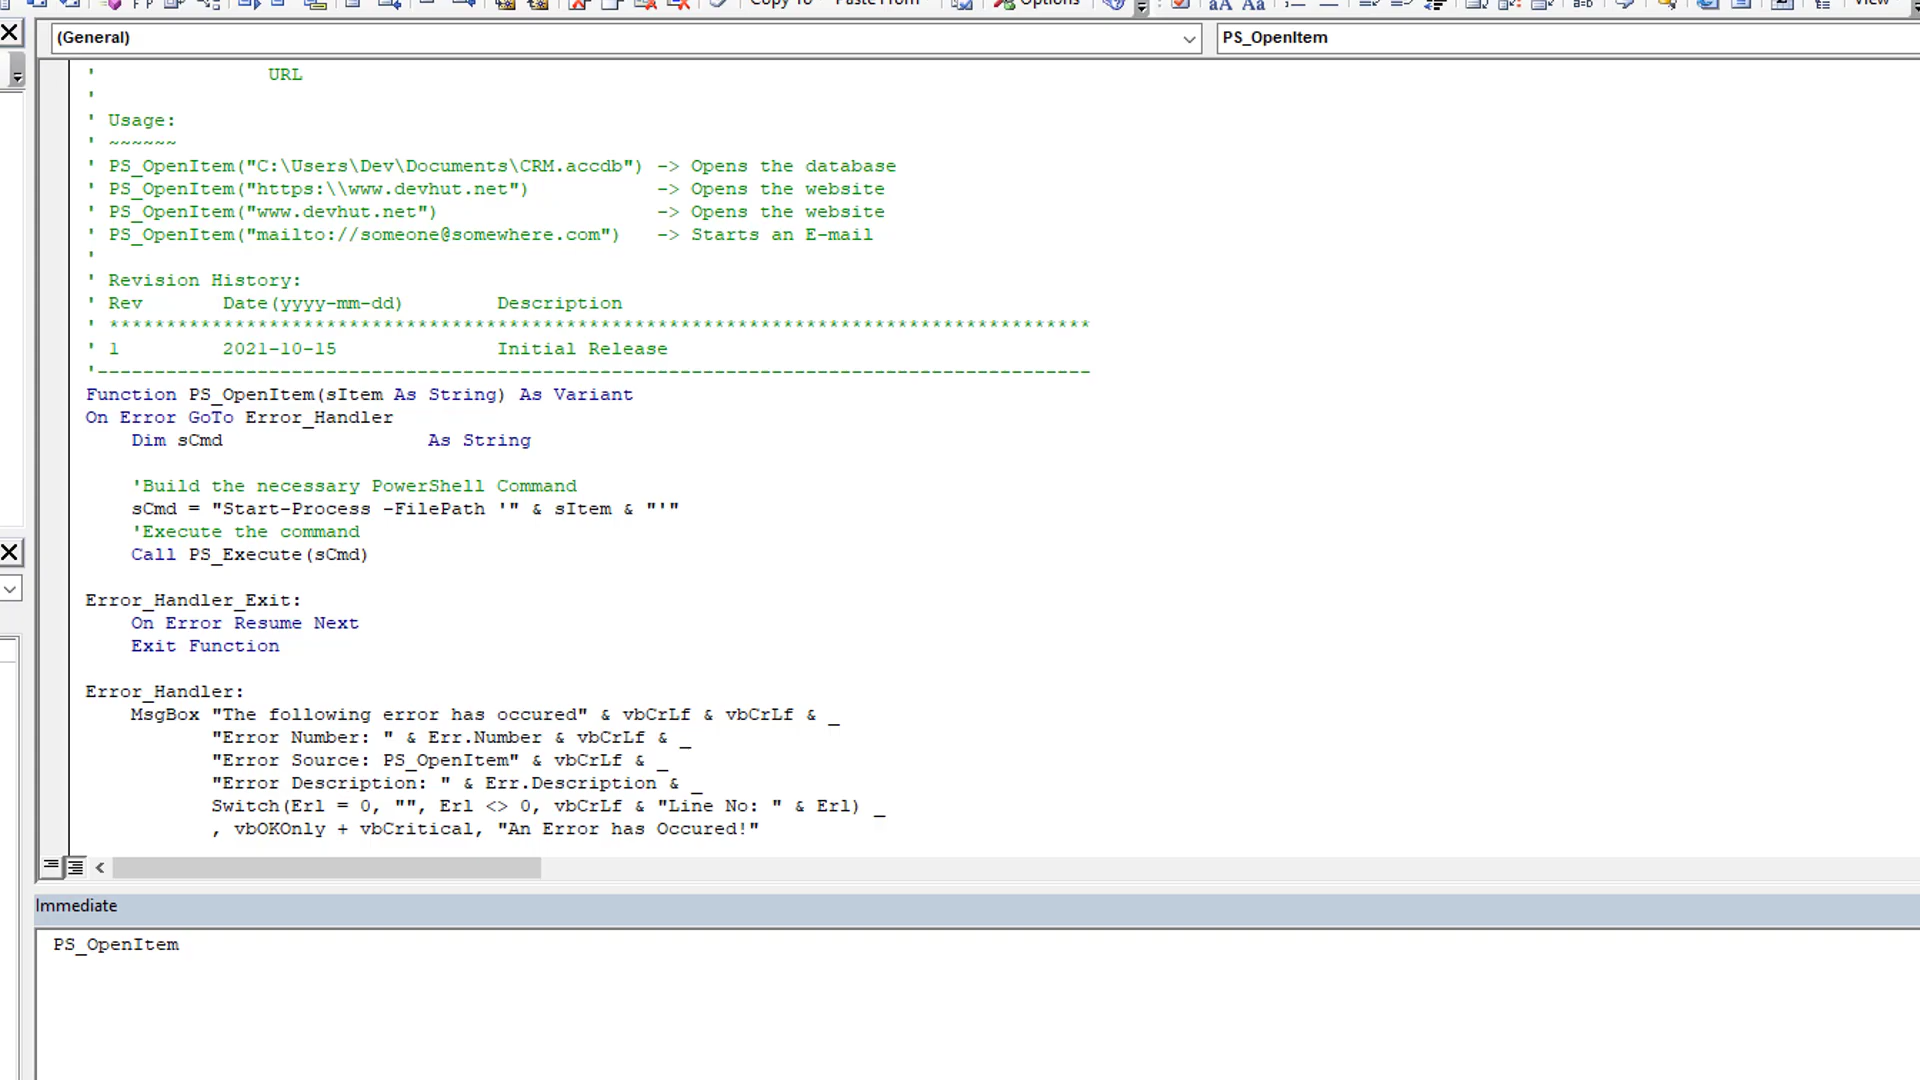 Copy To Paste From Options View
(General) PS_OpenItem
' URL
'
' Usage:
' ~~~~~~
' PS_OpenItem("C:\Users\Dev\Documents\CRM.accdb") -> Opens the database
' PS_OpenItem("https:\\www.devhut.net") -> Opens the website
' PS_OpenItem("www.devhut.net") -> Opens the website
' PS_OpenItem("mailto://someone@somewhere.com") -> Starts an E-mail
'
' Revision History:
' Rev Date(yyyy-mm-dd) Description
' **************************************************************************************
' 1 2021-10-15 Initial Release
'---------------------------------------------------------------------------------------
Function PS_OpenItem(sItem As String) As Variant
On Error GoTo Error_Handler
Dim sCmd As String
'Build the necessary PowerShell Command
sCmd = "Start-Process -FilePath '" & sItem & "'"
'Execute the command
Call PS_Execute(sCmd)
Error_Handler_Exit:
On Error Resume Next
Exit Function
Error_Handler:
MsgBox "The following error has occured" & vbCrLf & vbCrLf & _
"Error Number: " & Err.Number & vbCrLf & _
"Error Source: PS_OpenItem" & vbCrLf & _
"Error Description: " & Err.Description & _
Switch(Erl = 0, "", Erl <> 0, vbCrLf & "Line No: " & Erl) _
, vbOKOnly + vbCritical, "An Error has Occured!"
Immediate
PS_OpenItem